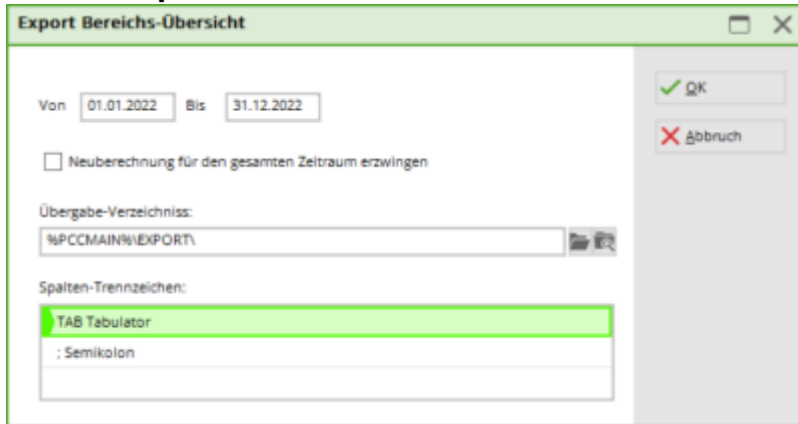 Export Bereichs-Übersicht
Von 01.01.2022 Bis 31.12.2022
Neuberechnung für den gesamten Zeitraum erzwingen
Übergabe-Verzeichniss:
%PCCMAIN%\EXPORT\
Spalten-Trennzeichen:
TAB Tabulator
; Semikolon
OK
Abbruch